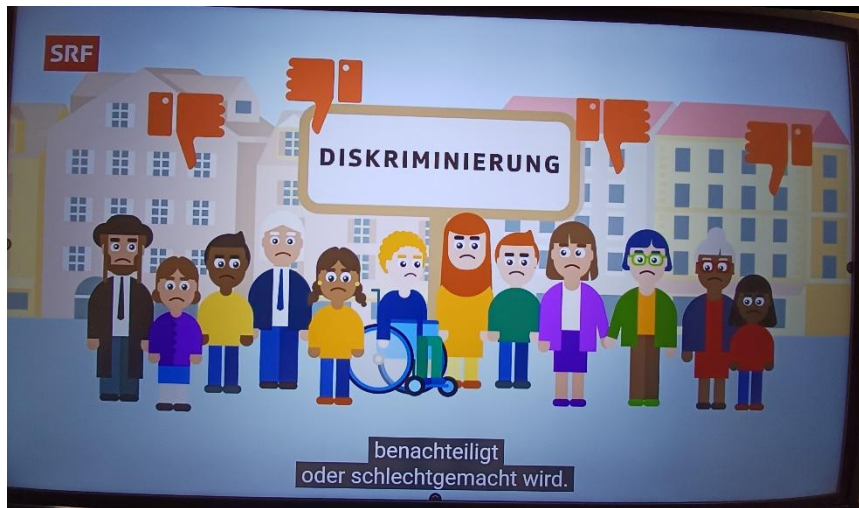 SRF
DISKRIMINIERUNG
benachteiligt
oder schlechtgemacht wird.